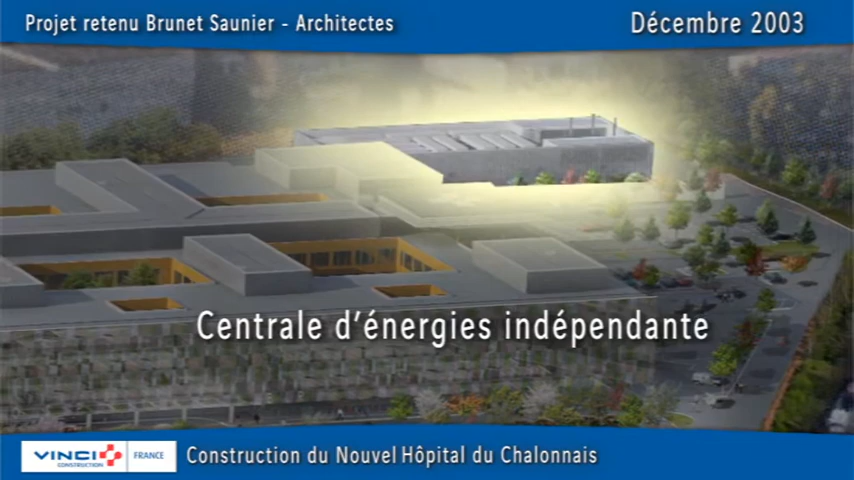 Projet retenu Brunet Saunier - Architectes
Décembre 2003
Centrale d'énergies indépendante
VINCI
CONSTRUCTION
FRANCE
Construction du Nouvel Hôpital du Chalonnais